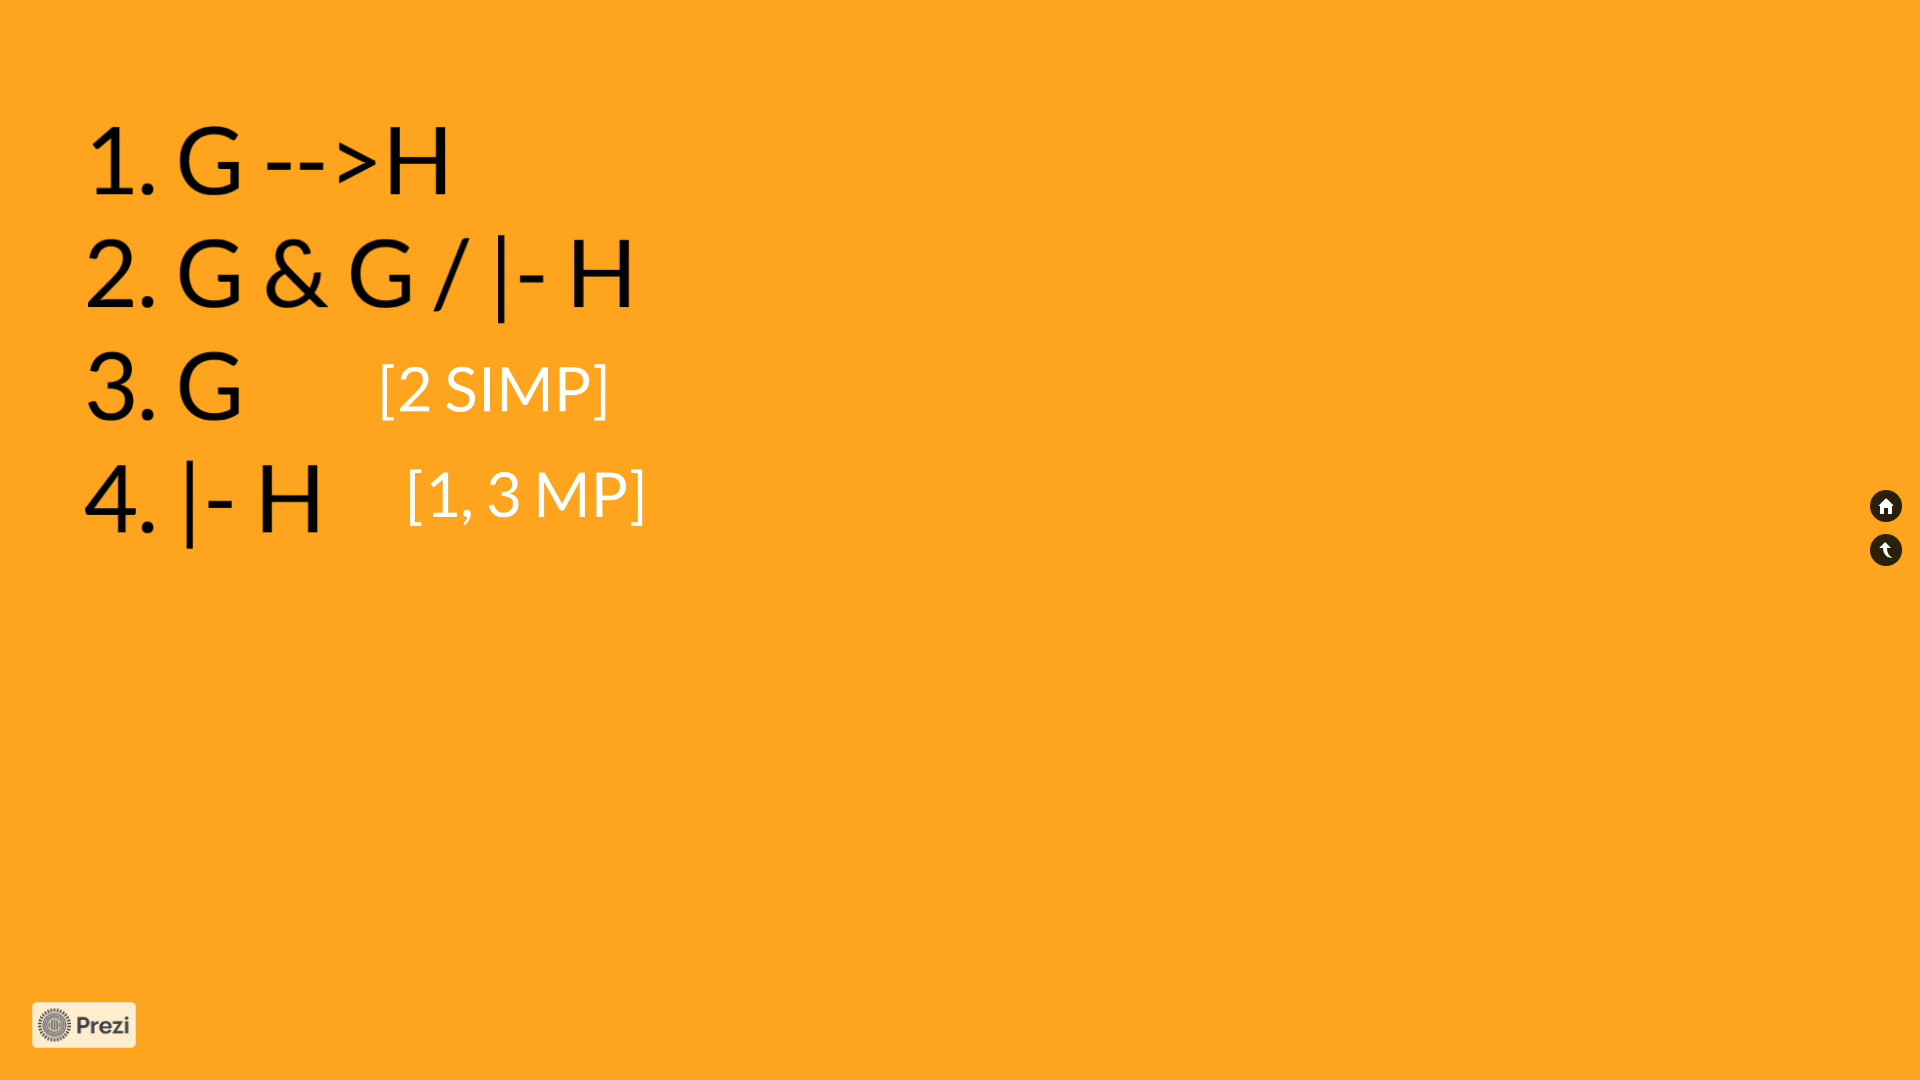 1. G -->H
2. G & G / |- H
3. G [2 SIMP]
4. |- H [1, 3 MP]
Prezi